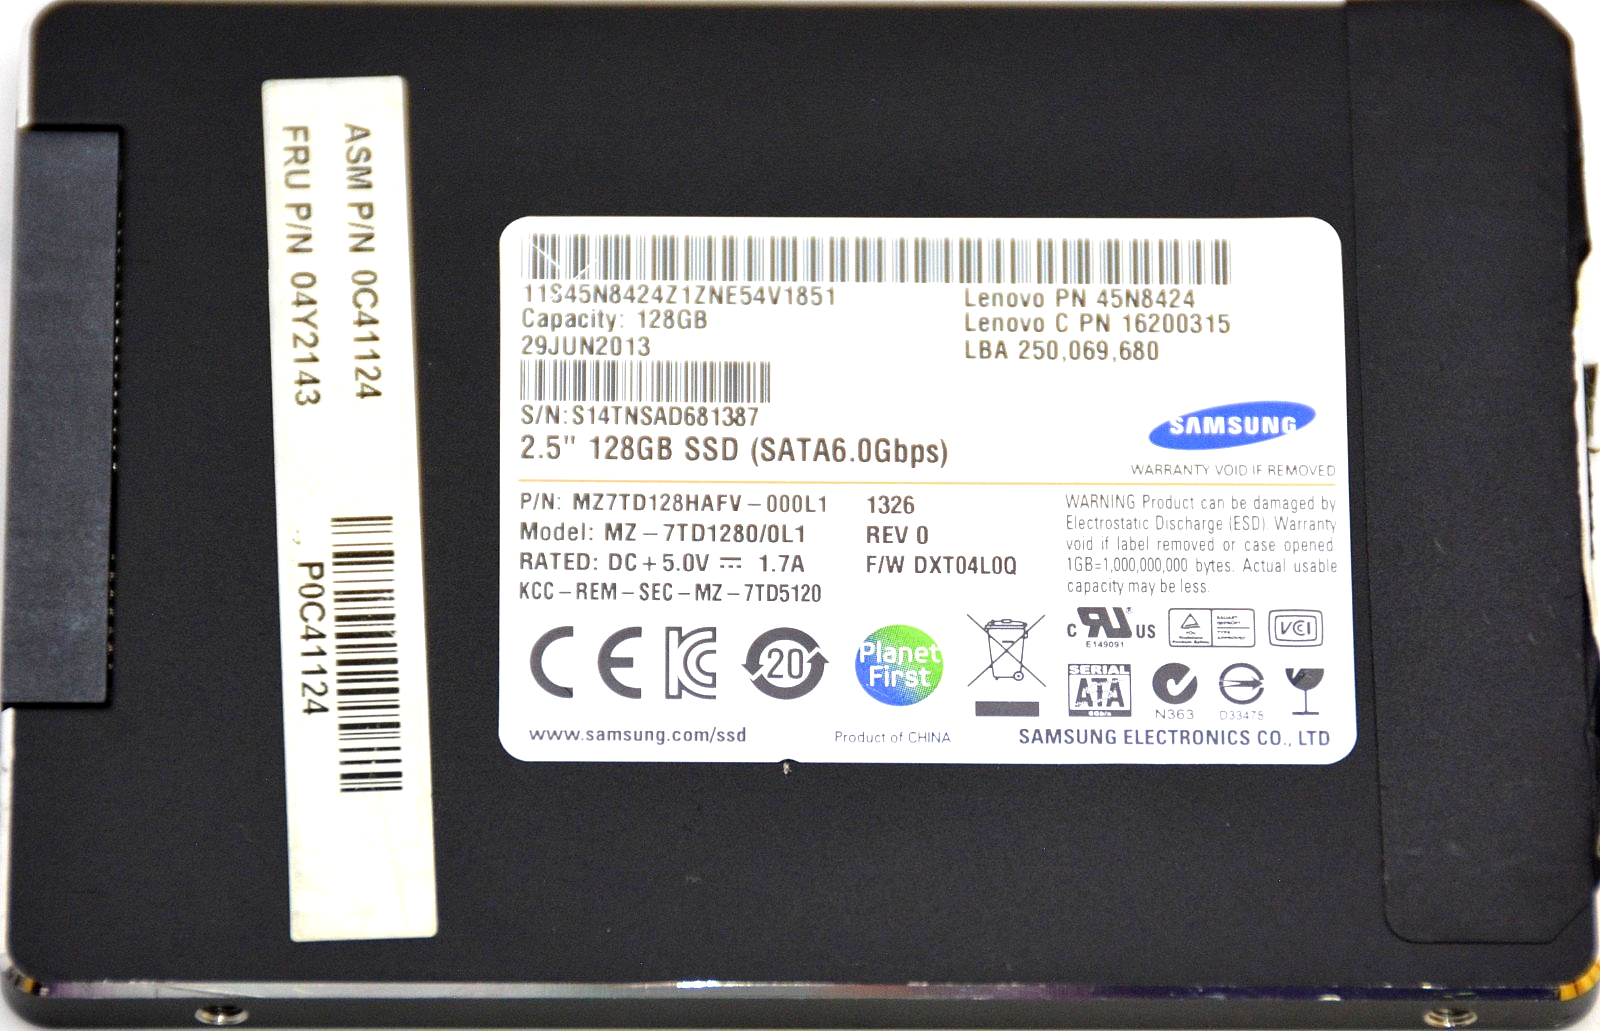 ASM P/N 0C41124
FRU P/N 04Y2143
P0C41124
11S45N8424Z1ZNE54V1851
Capacity: 128GB
29JUN2013
Lenovo PN 45N8424
Lenovo C PN 16200315
LBA 250,069,680
S/N:S14TNSAD681387
2.5" 128GB SSD (SATA6.0Gbps)
SAMSUNG
WARRANTY VOID IF REMOVED
P/N: MZ7TD128HAFV-000L1
Model: MZ-7TD1280/0L1
RATED: DC+5.0V ⎓ 1.7A
KCC-REM-SEC-MZ-7TD5120
1326
REV 0
F/W DXT04L0Q
WARNING Product can be damaged by
Electrostatic Discharge (ESD). Warranty
void if label removed or case opened.
1GB=1,000,000,000 bytes. Actual usable
capacity may be less.
CE
KC
20
Planet
First
c UR US
E149091
VCI
SERIAL
ATA
6Gb/s
N363
D33475
www.samsung.com/ssd
Product of CHINA
SAMSUNG ELECTRONICS CO., LTD